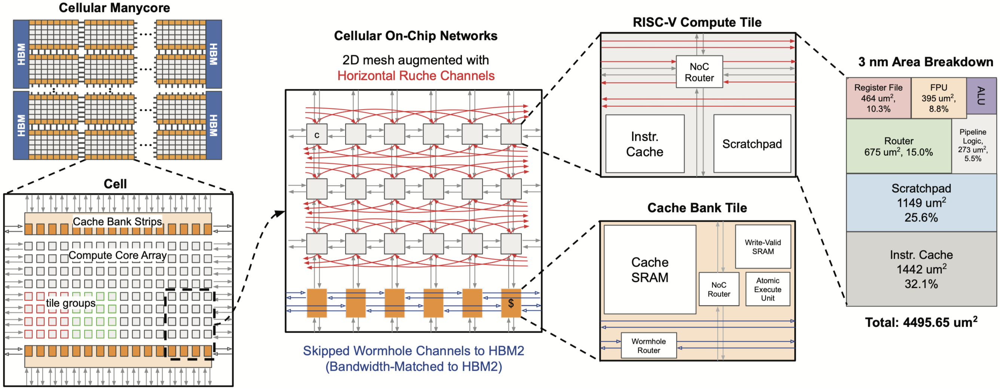 Cellular Manycore
HBM
HBM
HBM
HBM
Cell
Cache Bank Strips
Compute Core Array
tile groups
Cellular On-Chip Networks
2D mesh augmented with
Horizontal Ruche Channels
c
$
Skipped Wormhole Channels to HBM2
(Bandwidth-Matched to HBM2)
RISC-V Compute Tile
NoC
Router
Instr.
Cache
Scratchpad
Cache Bank Tile
Cache
SRAM
Write-Valid
SRAM
NoC
Router
Atomic
Execute
Unit
Wormhole
Router
3 nm Area Breakdown
Register File
464 um²,
10.3%
FPU
395 um²,
8.8%
ALU
Router
675 um², 15.0%
Pipeline
Logic,
273 um²,
5.5%
Scratchpad
1149 um²
25.6%
Instr. Cache
1442 um²
32.1%
Total: 4495.65 um²